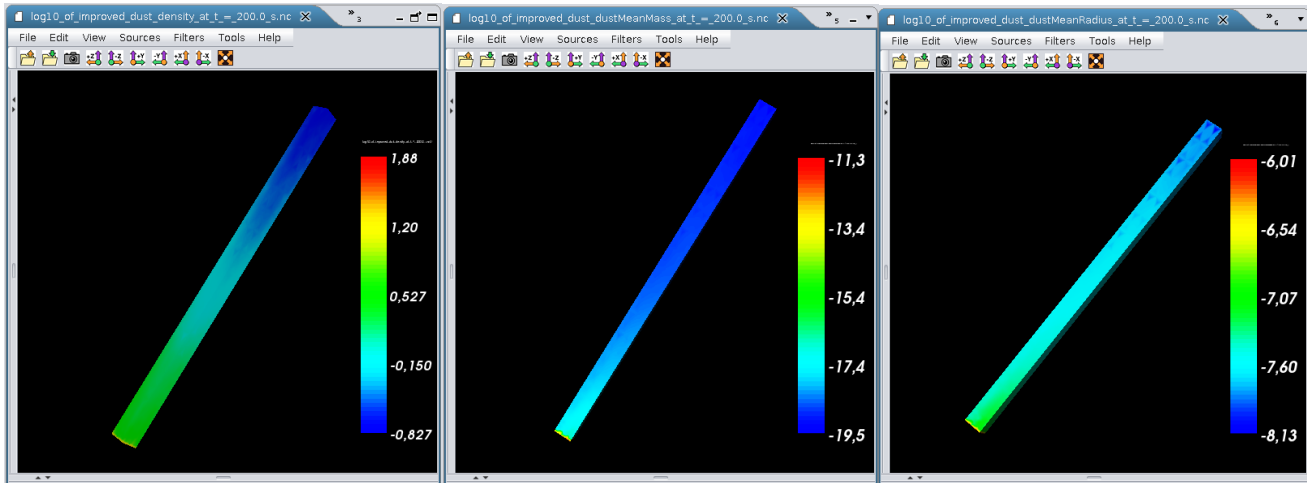 log10_of_improved_dust_density_at_t_=_200.0_s.nc
»3
File Edit View Sources Filters Tools Help
+Z -Z +Y -Y +X -X
1,88
1,20
0,527
-0,150
-0,827
log10_of_improved_dust_dustMeanMass_at_t_=_200.0_s.nc
»5
File Edit View Sources Filters Tools Help
+Z -Z +Y -Y +X -X
-11,3
-13,4
-15,4
-17,4
-19,5
log10_of_improved_dust_dustMeanRadius_at_t_=_200.0_s.nc
»6
File Edit View Sources Filters Tools Help
+Z -Z +Y -Y +X -X
-6,01
-6,54
-7,07
-7,60
-8,13